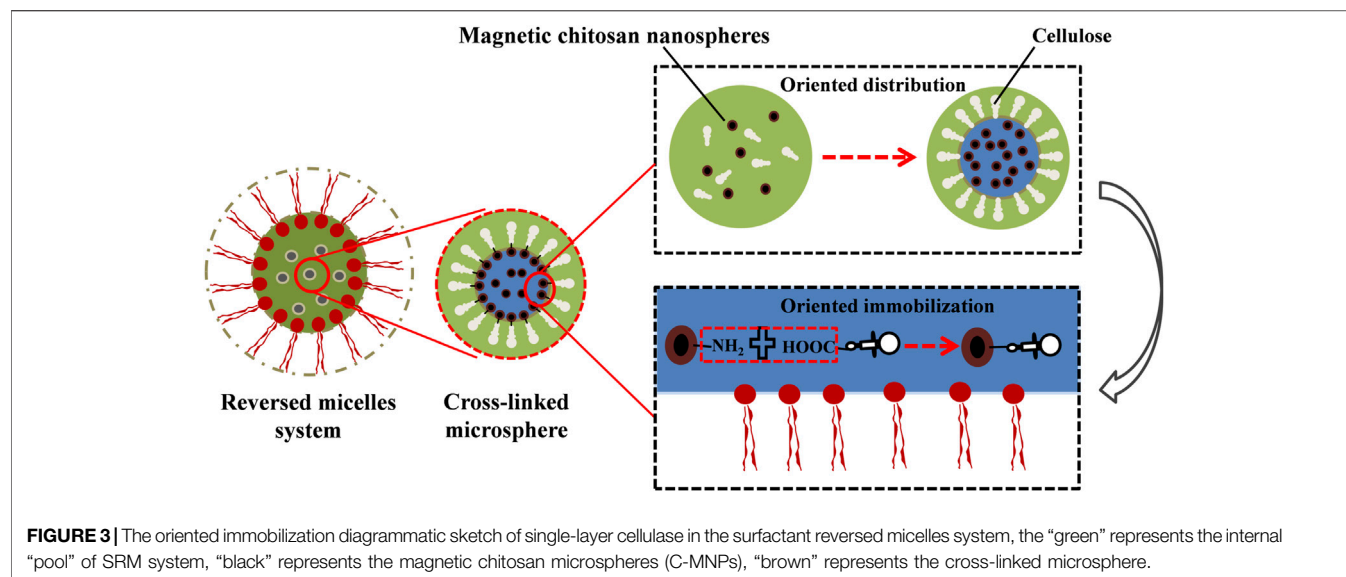 Magnetic chitosan nanospheres
Cellulose
Oriented distribution
Oriented immobilization
NH2
HOOC
Reversed micelles
system
Cross-linked
microsphere
FIGURE 3 | The oriented immobilization diagrammatic sketch of single-layer cellulase in the surfactant reversed micelles system, the “green” represents the internal
“pool” of SRM system, “black” represents the magnetic chitosan microspheres (C-MNPs), “brown” represents the cross-linked microsphere.